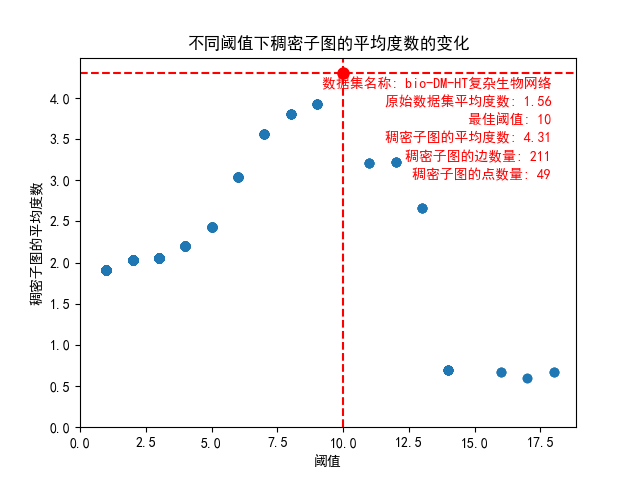 不同阈值下稠密子图的平均度数的变化
数据集名称: bio-DM-HT复杂生物网络
原始数据集平均度数: 1.56
最佳阈值: 10
稠密子图的平均度数: 4.31
稠密子图的边数量: 211
稠密子图的点数量: 49
稠密子图的平均度数
4.0
3.5
3.0
2.5
2.0
1.5
1.0
0.5
0.0
0.0 2.5 5.0 7.5 10.0 12.5 15.0 17.5
阈值